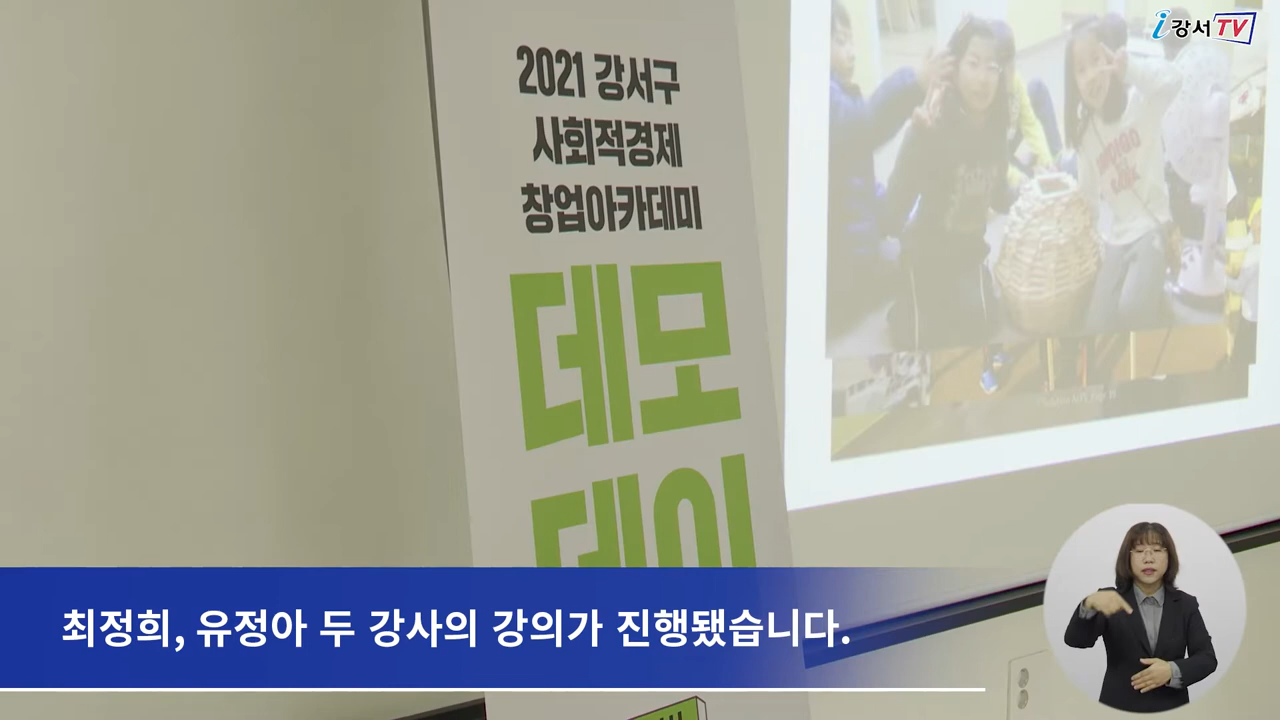 i강서TV
2021 강서구
사회적경제
창업아카데미
데모
데이
최정희, 유정아 두 강사의 강의가 진행됐습니다.